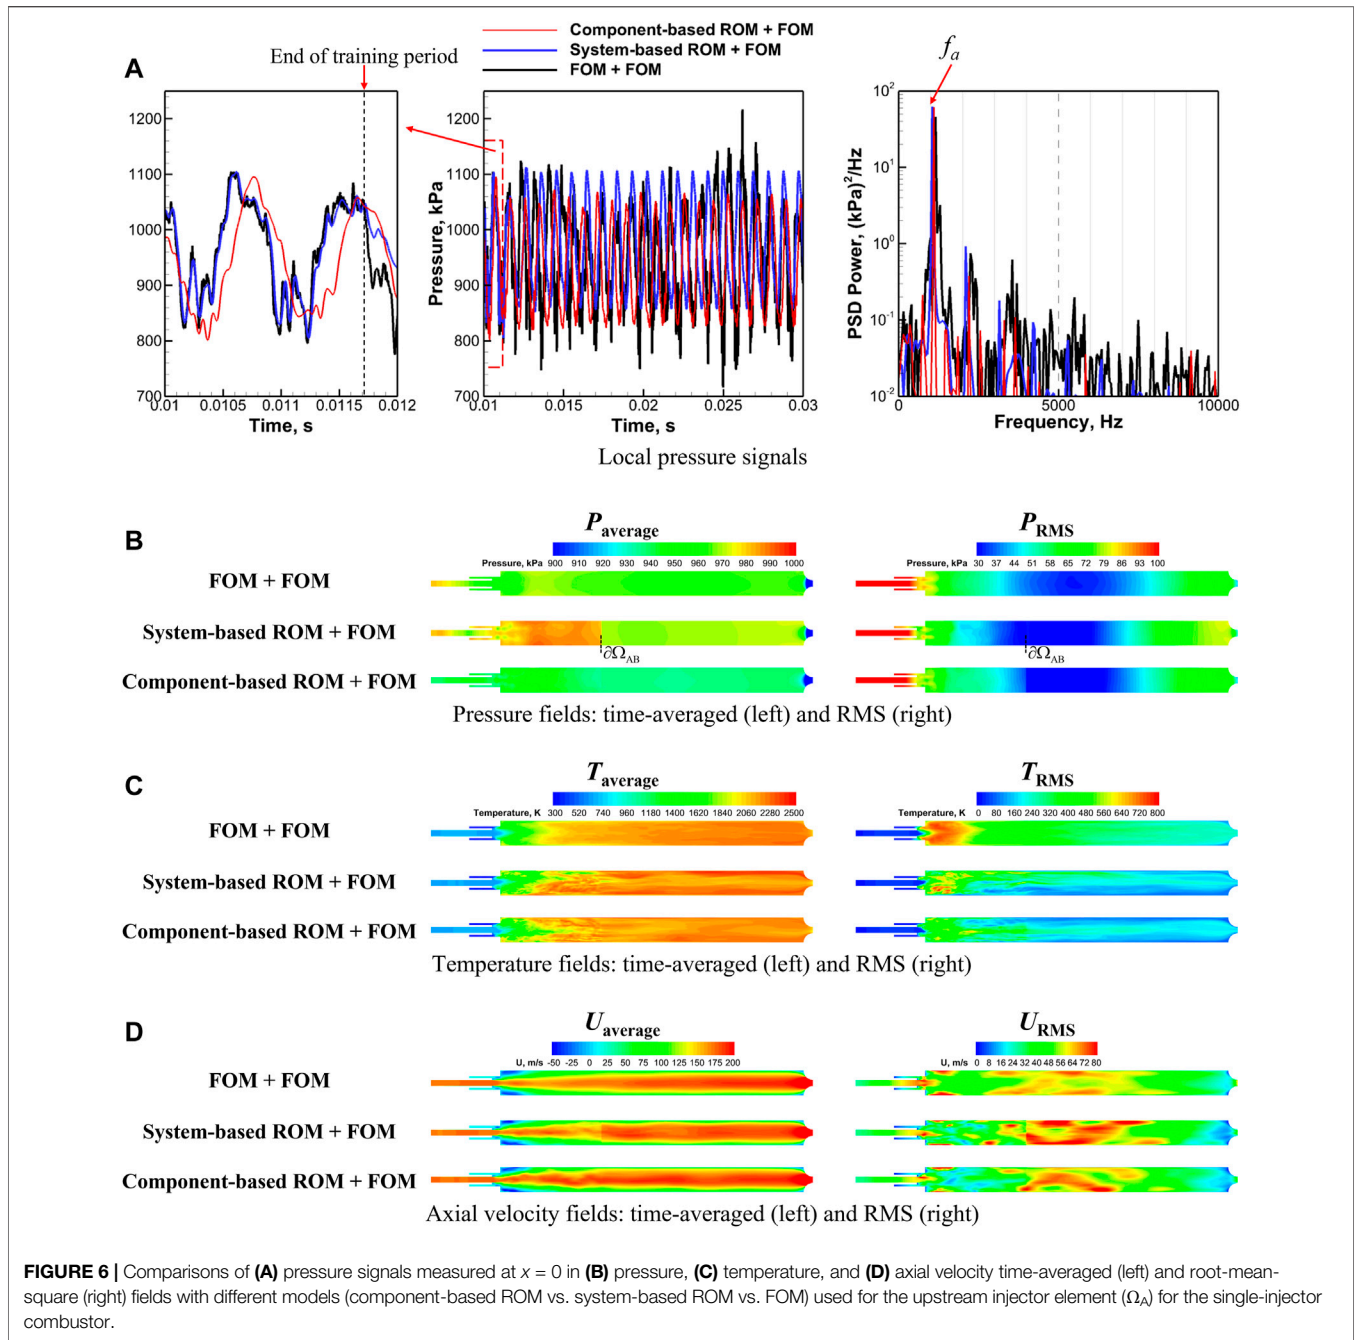 Component-based ROM + FOM
System-based ROM + FOM
FOM + FOM
A
End of training period
f_a
1200
1100
1000
900
800
700
0.01
0.0105
0.011
0.0115
0.012
Time, s
Pressure, kPa
1200
1100
1000
900
800
700
0.01
0.015
0.02
0.025
0.03
Time, s
PSD Power, (kPa)²/Hz
10²
10¹
10⁰
10⁻¹
10⁻²
0
5000
10000
Frequency, Hz
Local pressure signals
B
P average
Pressure, kPa 900 910 920 930 940 950 960 970 980 990 1000
P RMS
Pressure, kPa 30 37 44 51 58 65 72 79 86 93 100
FOM + FOM
System-based ROM + FOM
∂Ω_AB
∂Ω_AB
Component-based ROM + FOM
Pressure fields: time-averaged (left) and RMS (right)
C
T average
Temperature, K 300 520 740 960 1180 1400 1620 1840 2060 2280 2500
T RMS
Temperature, K 0 80 160 240 320 400 480 560 640 720 800
FOM + FOM
System-based ROM + FOM
Component-based ROM + FOM
Temperature fields: time-averaged (left) and RMS (right)
D
U average
U, m/s -50 -25 0 25 50 75 100 125 150 175 200
U RMS
U, m/s 0 8 16 24 32 40 48 56 64 72 80
FOM + FOM
System-based ROM + FOM
Component-based ROM + FOM
Axial velocity fields: time-averaged (left) and RMS (right)
FIGURE 6 | Comparisons of (A) pressure signals measured at x = 0 in (B) pressure, (C) temperature, and (D) axial velocity time-averaged (left) and root-mean-
square (right) fields with different models (component-based ROM vs. system-based ROM vs. FOM) used for the upstream injector element (Ω_A) for the single-injector
combustor.